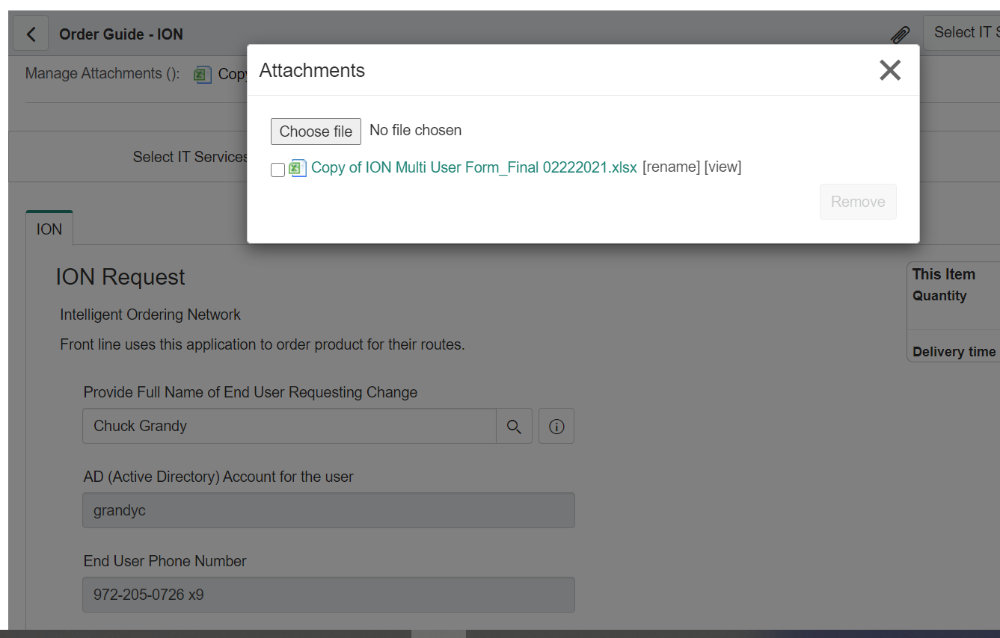 Order Guide - ION
Select IT S
Manage Attachments (): Copy
Attachments
Choose file No file chosen
Copy of ION Multi User Form_Final 02222021.xlsx [rename] [view]
Remove
Select IT Services
ION
ION Request
Intelligent Ordering Network
Front line uses this application to order product for their routes.
This Item
Quantity
Delivery time
Provide Full Name of End User Requesting Change
Chuck Grandy
AD (Active Directory) Account for the user
grandyc
End User Phone Number
972-205-0726 x9